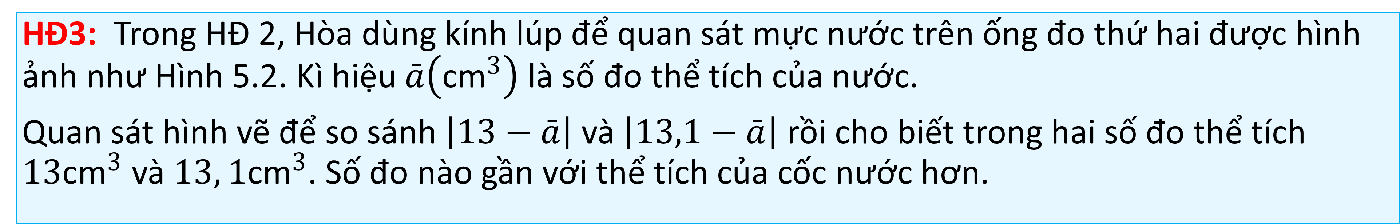 HĐ3: Trong HĐ 2, Hòa dùng kính lúp để quan sát mực nước trên ống đo thứ hai được hình
ảnh như Hình 5.2. Kì hiệu ā(cm³) là số đo thể tích của nước.
Quan sát hình vẽ để so sánh |13 − ā| và |13,1 − ā| rồi cho biết trong hai số đo thể tích
13cm³ và 13, 1cm³. Số đo nào gần với thể tích của cốc nước hơn.